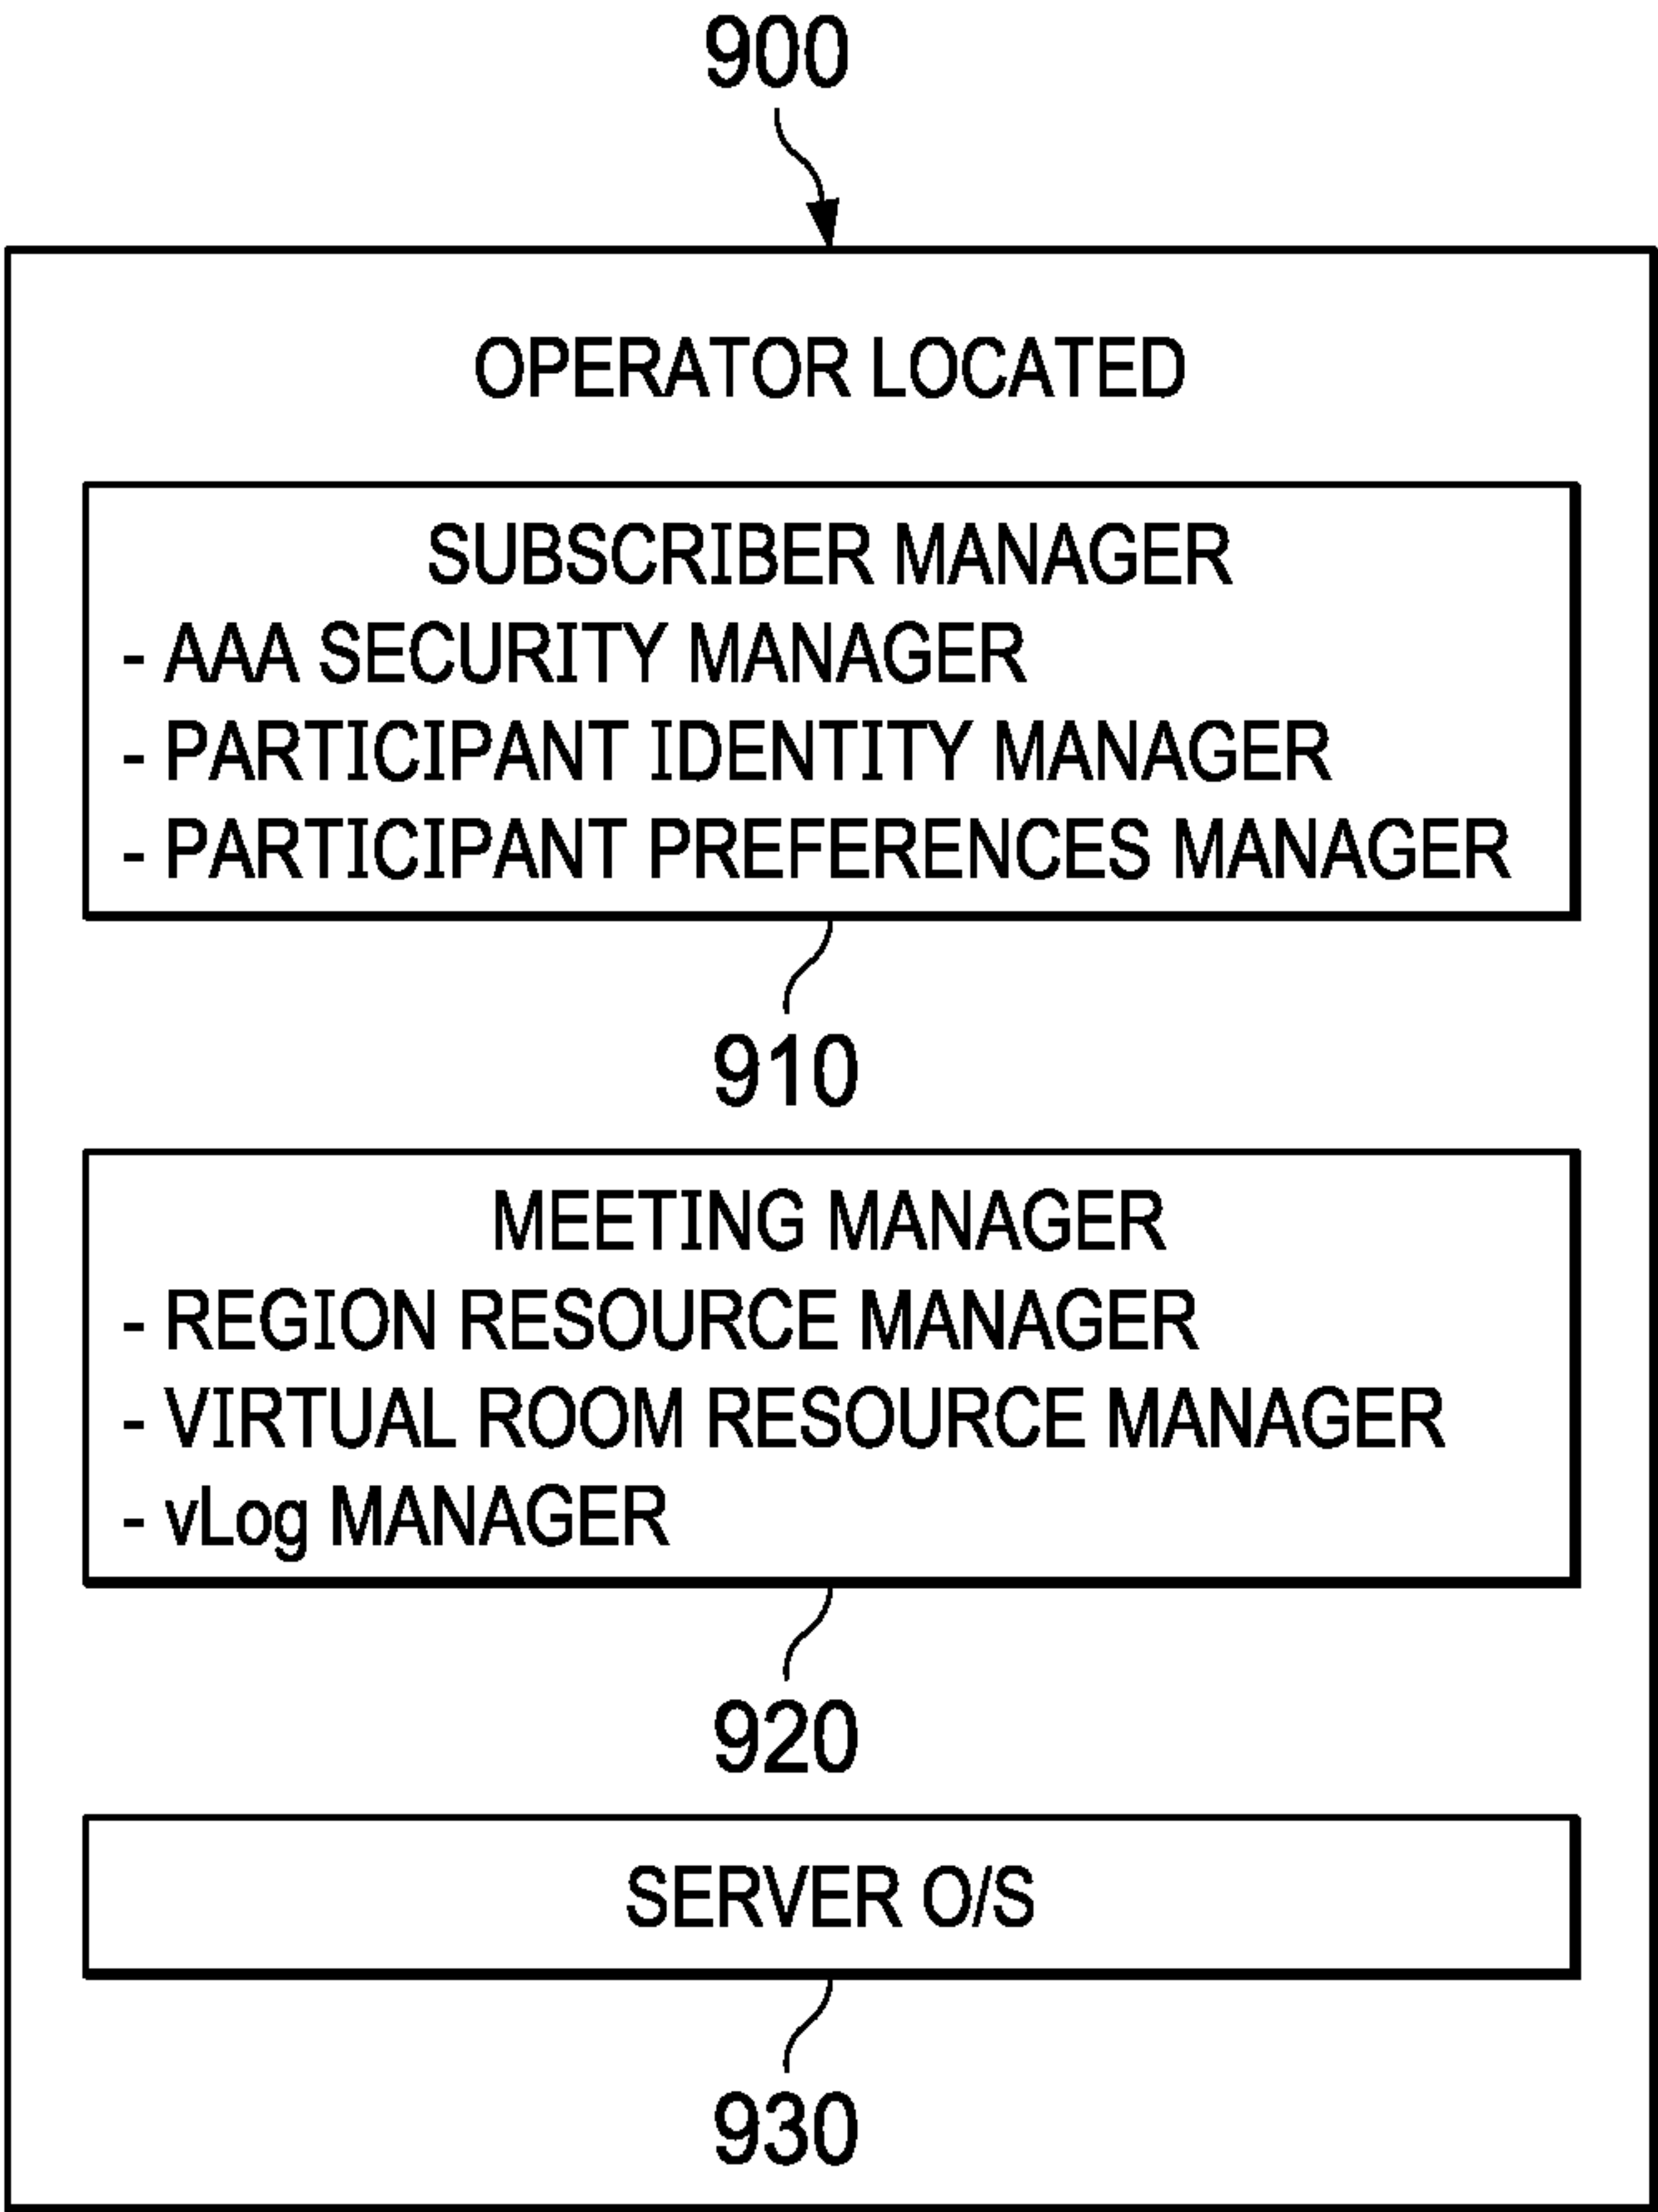 900
OPERATOR LOCATED
SUBSCRIBER MANAGER
- AAA SECURITY MANAGER
- PARTICIPANT IDENTITY MANAGER
- PARTICIPANT PREFERENCES MANAGER
910
MEETING MANAGER
- REGION RESOURCE MANAGER
- VIRTUAL ROOM RESOURCE MANAGER
- vLog MANAGER
920
SERVER O/S
930